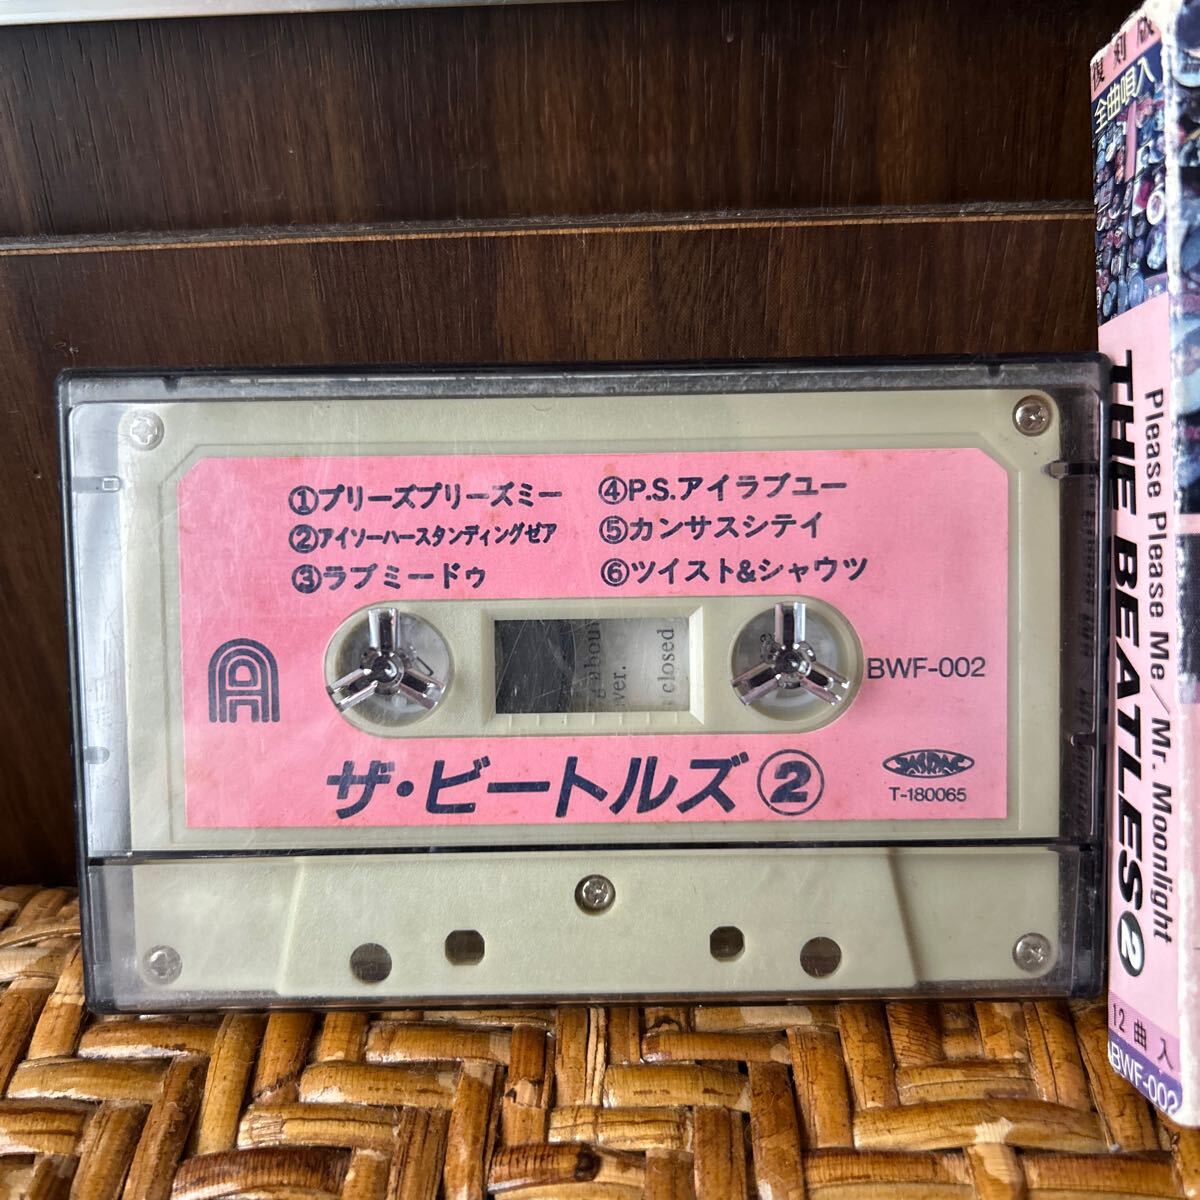 ①プリーズプリーズミー
②アイソーハースタンディングゼア
③ラブミードゥ
④P.S.アイラブユー
⑤カンサスシテイ
⑥ツイスト&シャウツ
A
BWF-002
ザ・ビートルズ②
JASRAC
T-180065
ver.
closed
復刻版
全曲唄入
Please Please Me/Mr. Moonlight
THE BEATLES②
12曲入
BWF-002